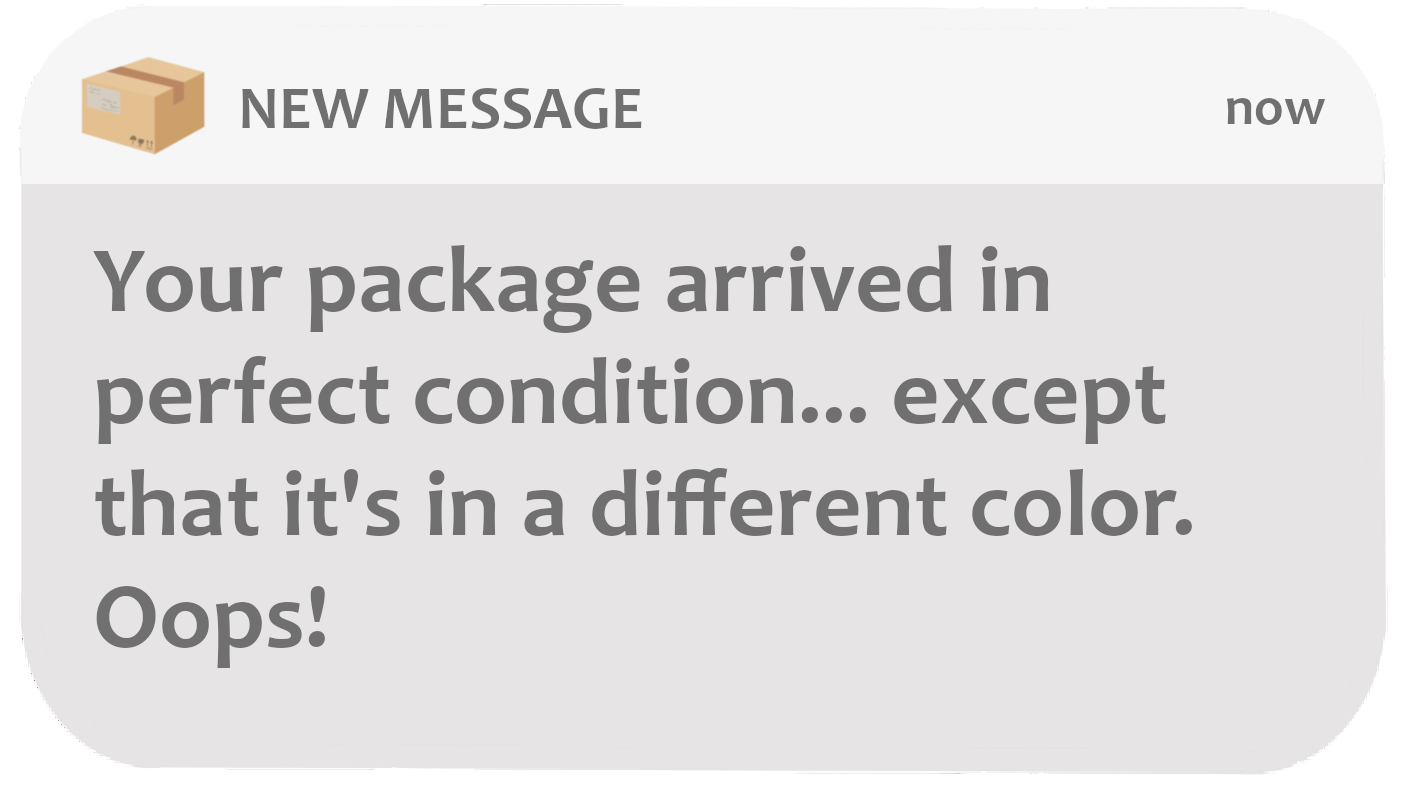 NEW MESSAGE
now
Your package arrived in
perfect condition... except
that it's in a different color.
Oops!